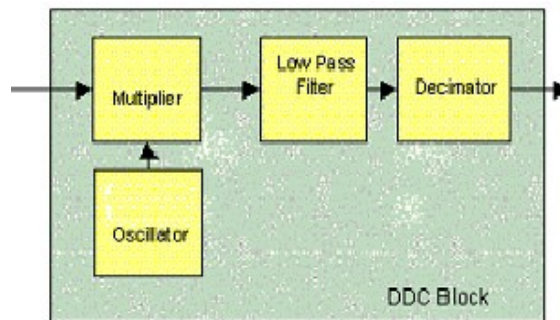 Multiplier
Low Pass
Filter
Decimator
Oscillator
DDC Block